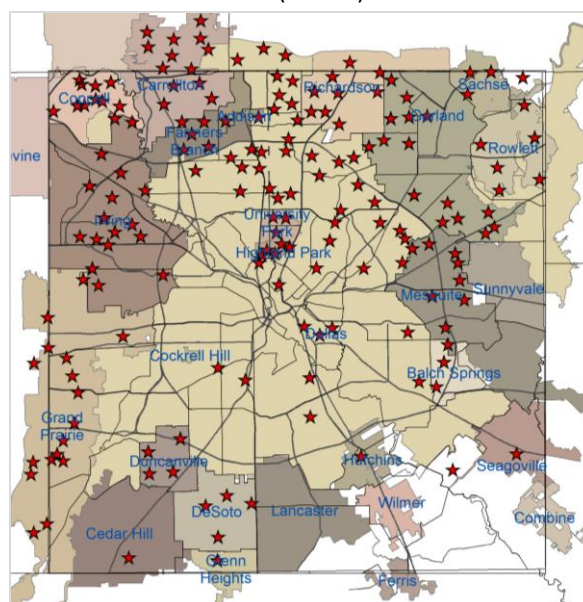 Sachse
Carrollton
Coppell
Richardson
Addison
Garland
Farmers
Branch
Rowlett
evine
Irving
University
Park
Highland Park
Sunnyvale
Mesquite
Dallas
Cockrell Hill
Balch Springs
Grand
Prairie
Duncanville
Hutchins
Seagoville
DeSoto
Lancaster
Wilmer
Combine
Cedar Hill
Glenn
Heights
Ferris